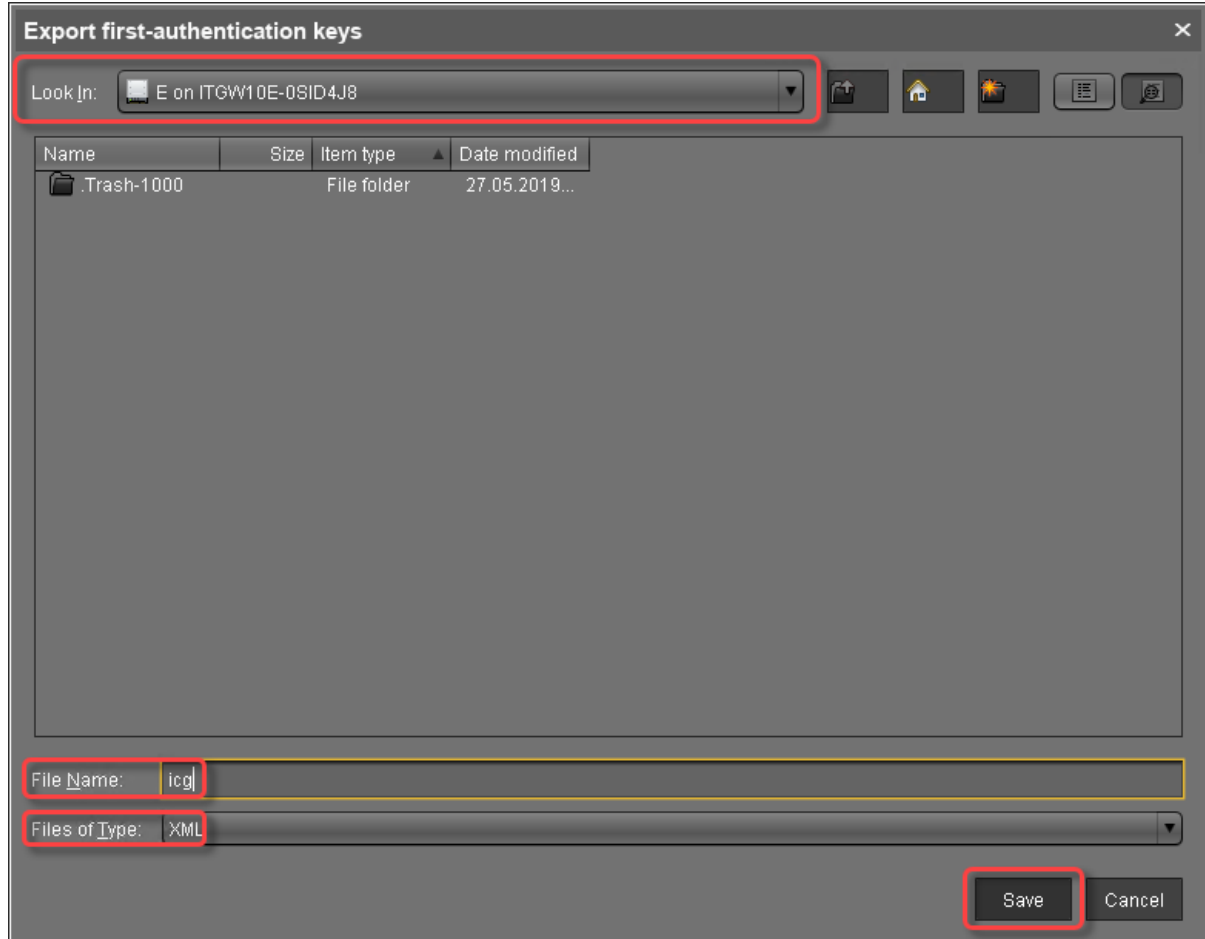 Export first-authentication keys
Look In: E on ITGW10E-0SID4J8
Name Size Item type Date modified
.Trash-1000 File folder 27.05.2019...
File Name: icg
Files of Type: XML
Save Cancel